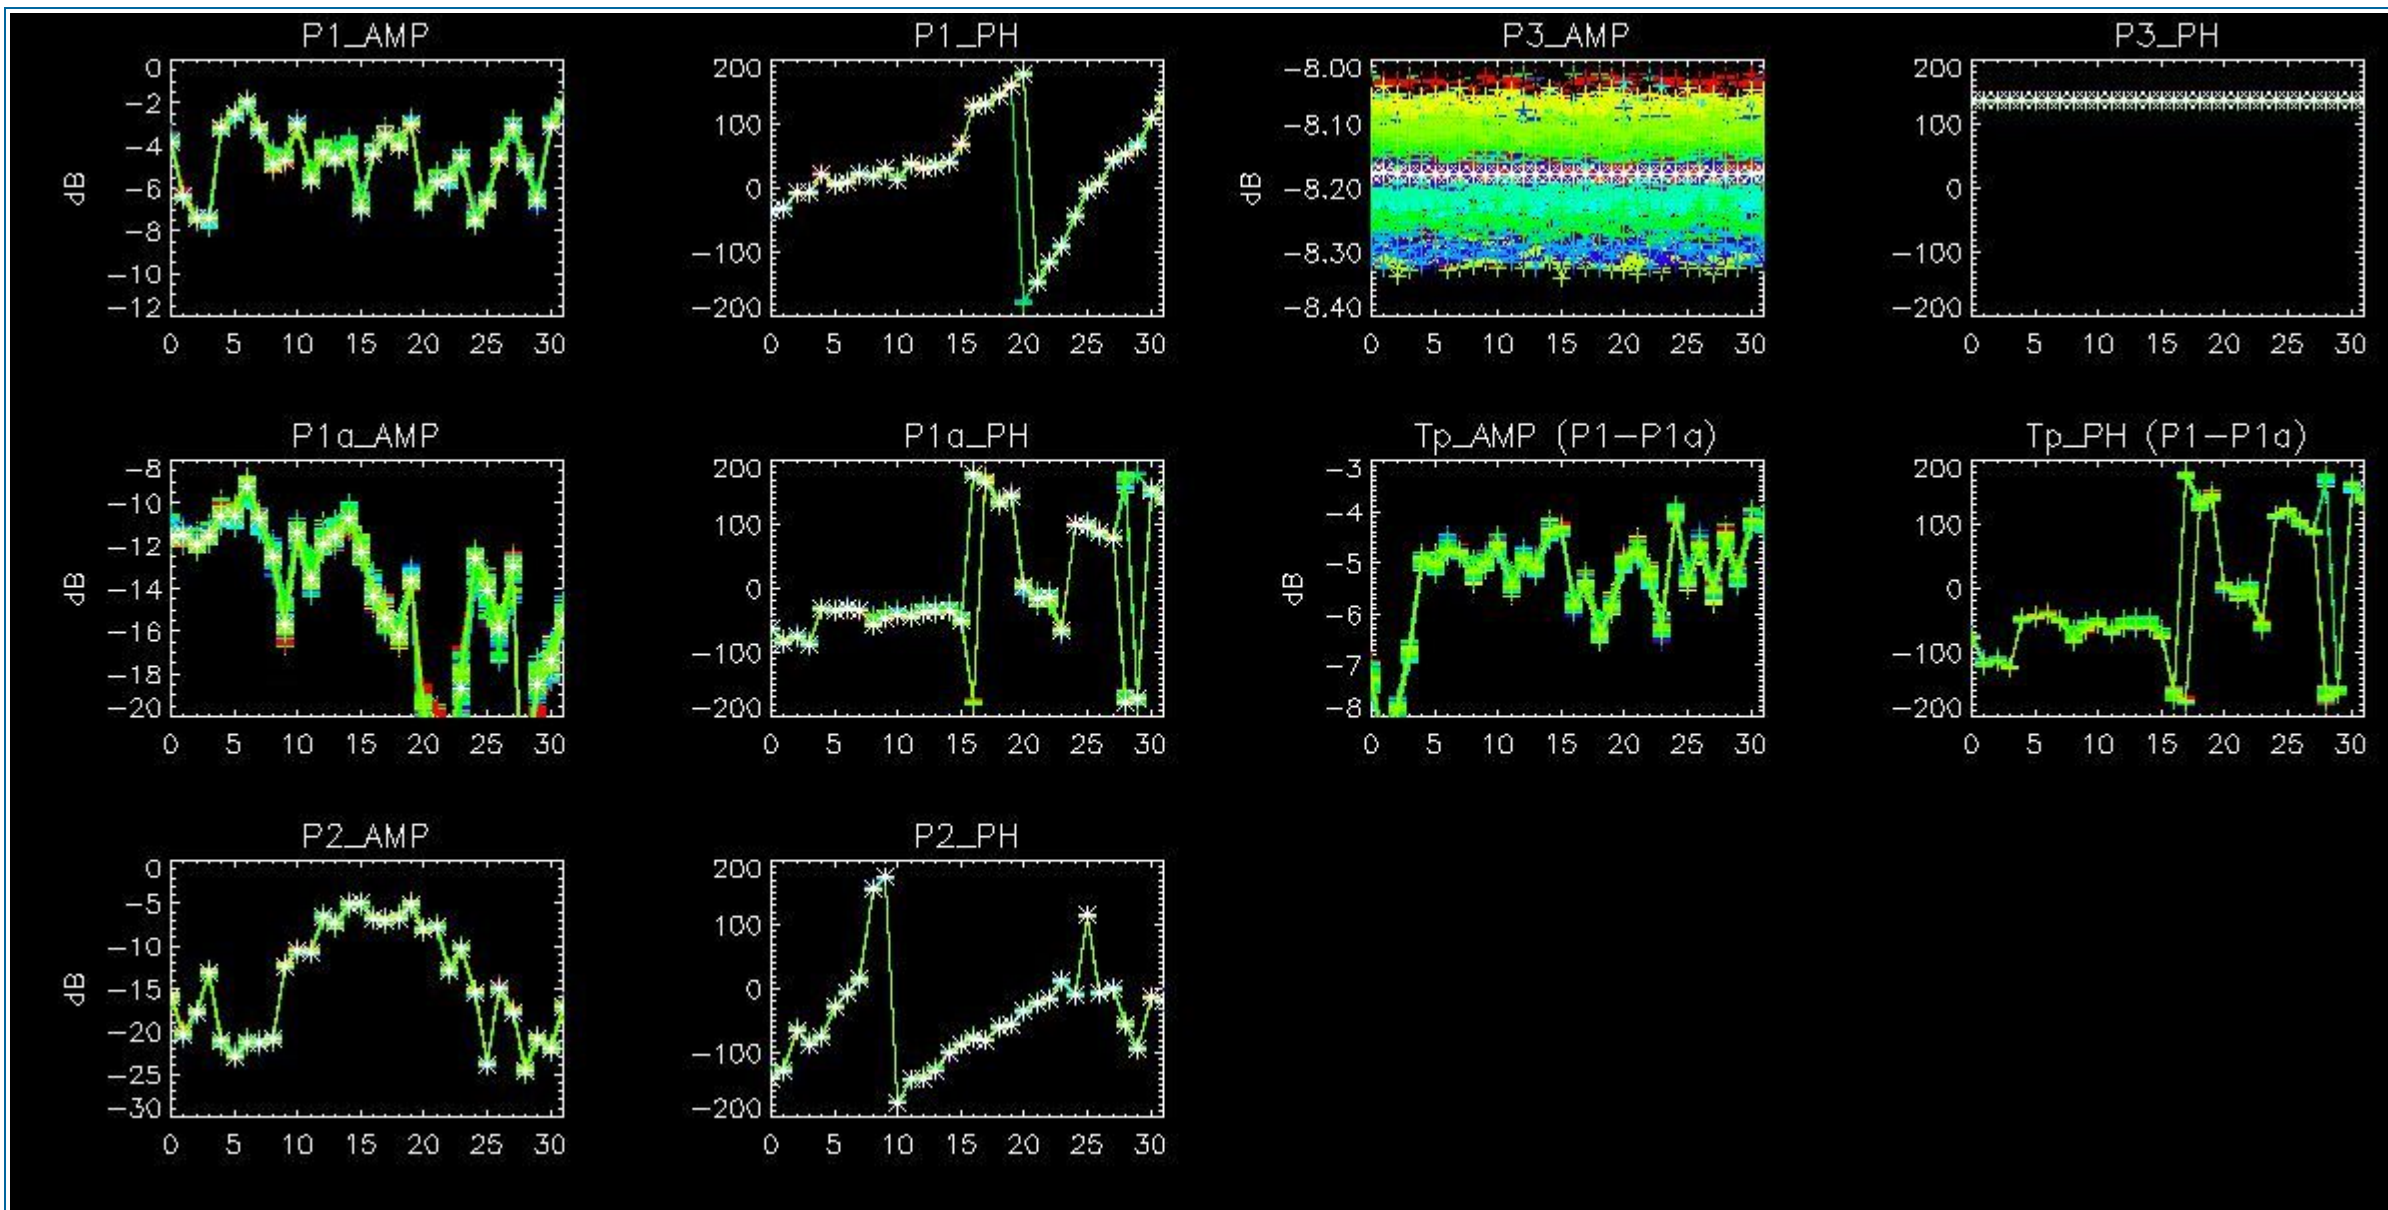 P1_AMP
P1_PH
P3_AMP
P3_PH
0
−2
−4
−6
−8
−10
−12
dB
0 5 10 15 20 25 30
200
100
0
−100
−200
0 5 10 15 20 25 30
−8.00
−8.10
−8.20
−8.30
−8.40
dB
0 5 10 15 20 25 30
200
100
0
−100
−200
0 5 10 15 20 25 30
P1a_AMP
P1a_PH
Tp_AMP (P1−P1a)
Tp_PH (P1−P1a)
−8
−10
−12
−14
−16
−18
−20
dB
0 5 10 15 20 25 30
200
100
0
−100
−200
0 5 10 15 20 25 30
−3
−4
−5
−6
−7
−8
dB
0 5 10 15 20 25 30
200
100
0
−100
−200
0 5 10 15 20 25 30
P2_AMP
P2_PH
0
−5
−10
−15
−20
−25
−30
dB
0 5 10 15 20 25 30
200
100
0
−100
−200
0 5 10 15 20 25 30